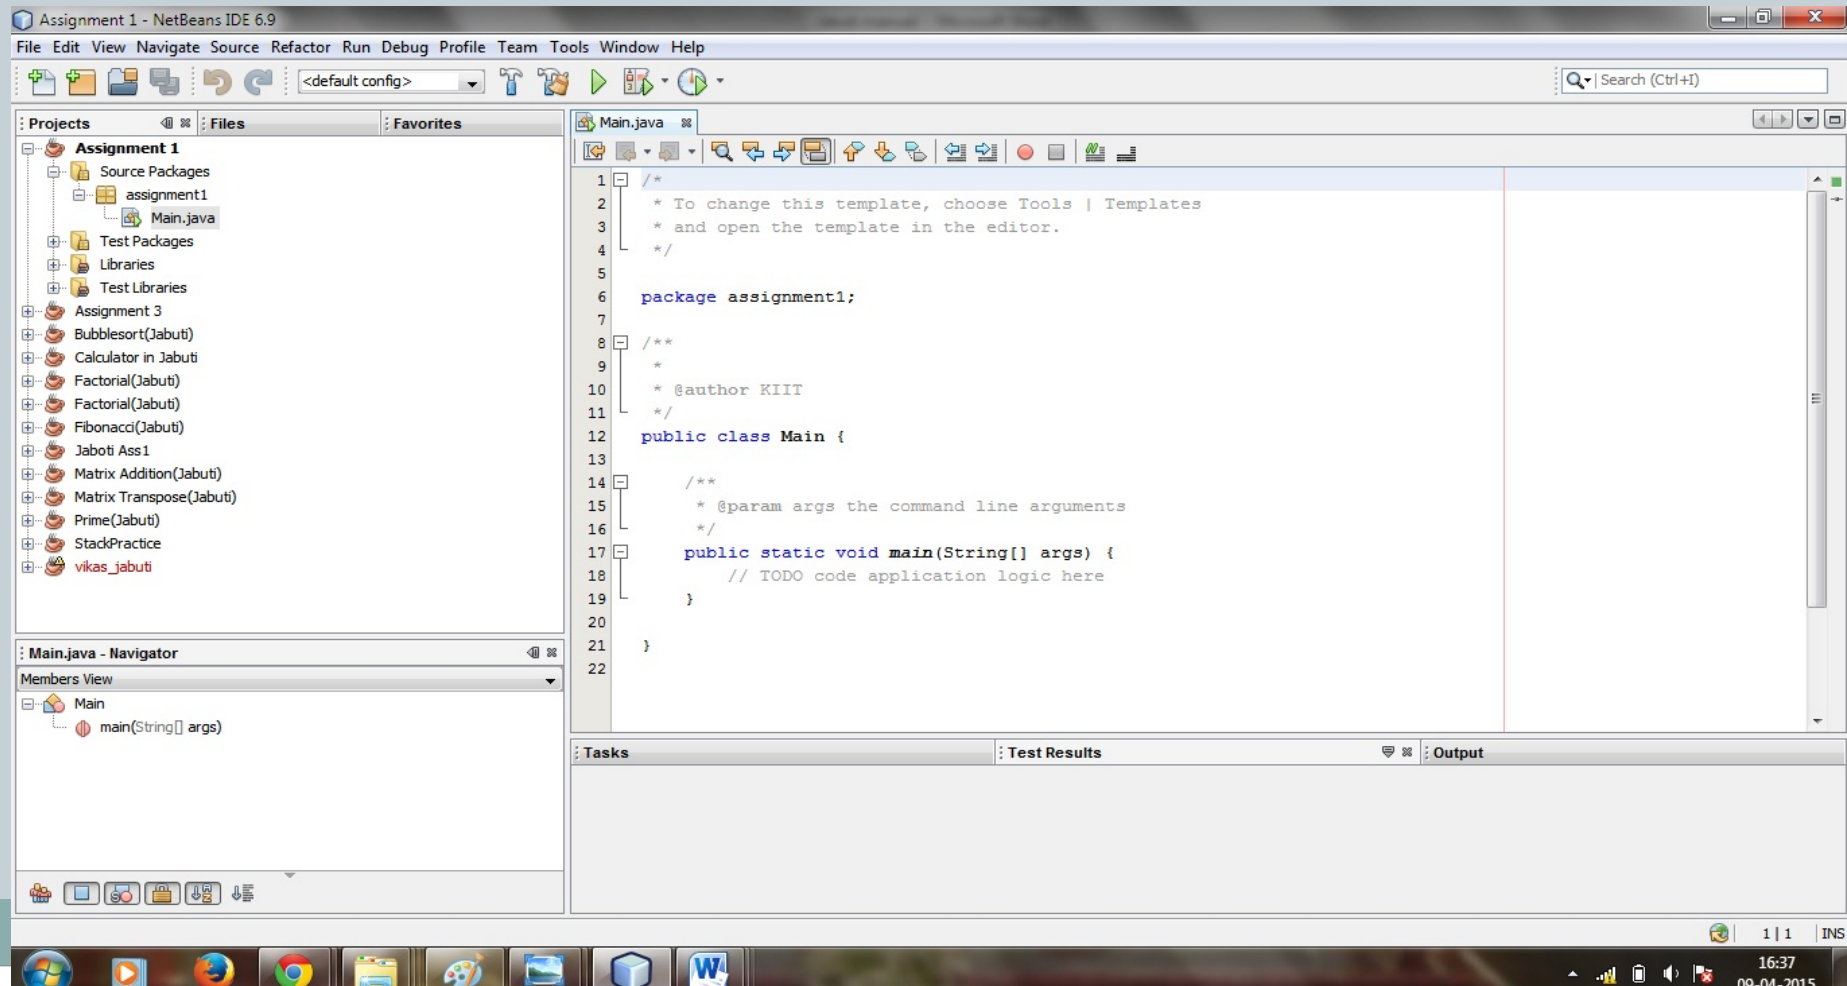 Assignment 1 - NetBeans IDE 6.9
File Edit View Navigate Source Refactor Run Debug Profile Team Tools Window Help
<default config>
Search (Ctrl+I)
Projects Files Favorites
Assignment 1
Source Packages
assignment1
Main.java
Test Packages
Libraries
Test Libraries
Assignment 3
Bubblesort(Jabuti)
Calculator in Jabuti
Factorial(Jabuti)
Factorial(Jabuti)
Fibonacci(Jabuti)
Jaboti Ass1
Matrix Addition(Jabuti)
Matrix Transpose(Jabuti)
Prime(Jabuti)
StackPractice
vikas_jabuti
Main.java - Navigator
Members View
Main
main(String[] args)
Main.java
1 /*
2 * To change this template, choose Tools | Templates
3 * and open the template in the editor.
4 */
5
6 package assignment1;
7
8 /**
9 *
10 * @author KIIT
11 */
12 public class Main {
13
14 /**
15 * @param args the command line arguments
16 */
17 public static void main(String[] args) {
18 // TODO code application logic here
19 }
20
21 }
22
Tasks Test Results Output
1 | 1 INS
16:37
09-04-2015